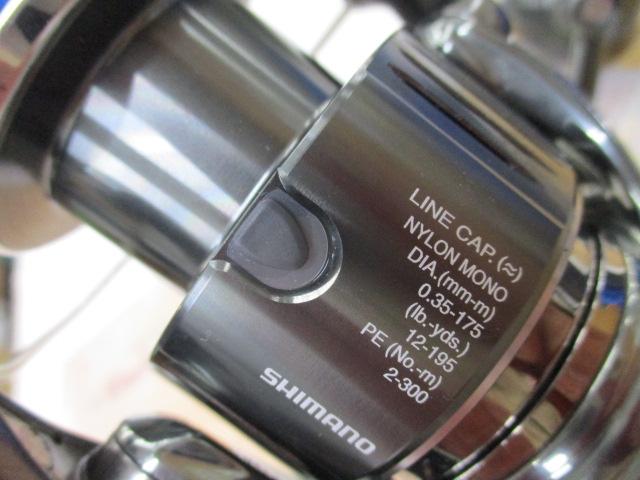 LINE CAP. (≈)
NYLON MONO
DIA.(mm-m)
0.35-175
(lb.-yds.)
12-195
PE (No.-m)
2-300
SHIMANO